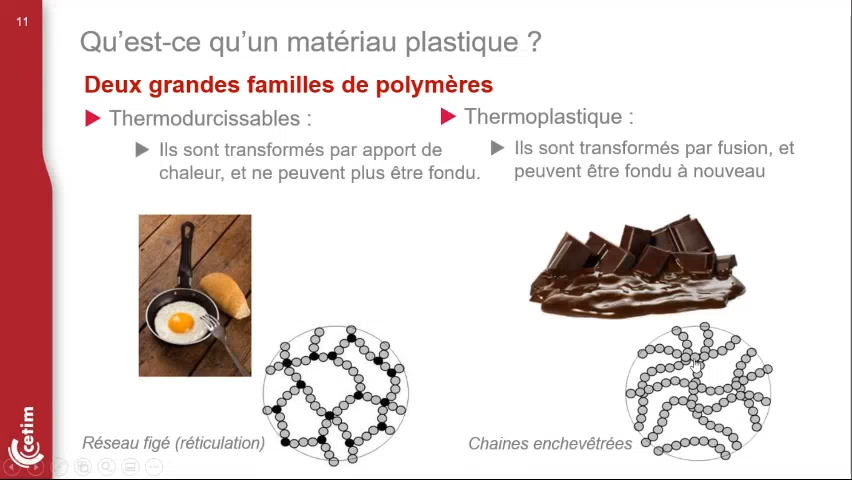 11
Qu'est-ce qu'un matériau plastique ?
Deux grandes familles de polymères
Thermodurcissables :
Ils sont transformés par apport de
chaleur, et ne peuvent plus être fondu.
Thermoplastique :
Ils sont transformés par fusion, et
peuvent être fondu à nouveau
Réseau figé (réticulation)
Chaines enchevêtrées
cetim